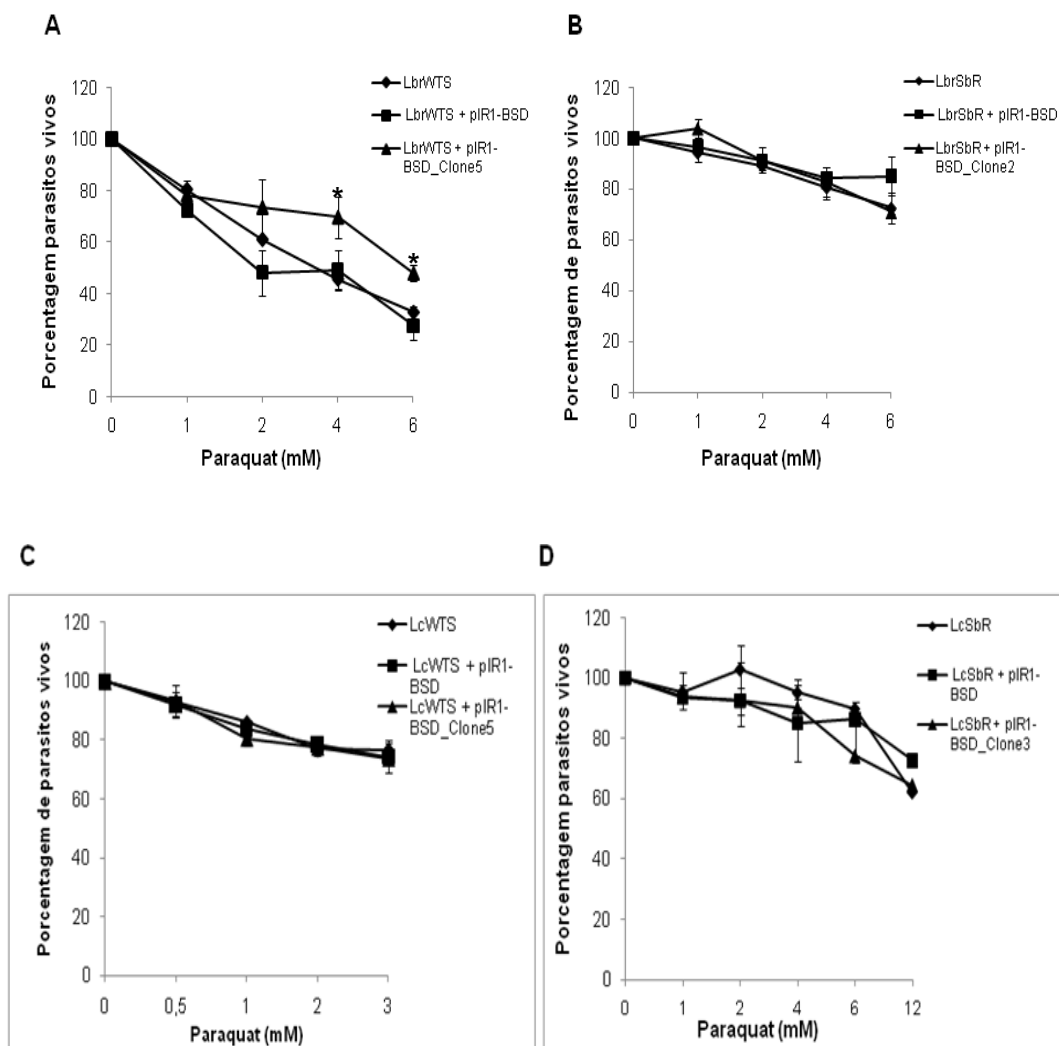 A
Porcentagem parasitos vivos
120
100
80
60
40
20
0
*
*
0
1
2
4
6
Paraquat (mM)
LbrWTS
LbrWTS + pIR1-BSD
LbrWTS + pIR1-
BSD_Clone5
B
Porcentagem de parasitos vivos
120
100
80
60
40
20
0
0
1
2
4
6
Paraquat (mM)
LbrSbR
LbrSbR + pIR1-BSD
LbrSbR + pIR1-
BSD_Clone2
C
Porcentagem de parasitos vivos
120
100
80
60
40
20
0
0
0,5
1
2
3
Paraquat (mM)
LcWTS
LcWTS + pIR1-
BSD
LcWTS + pIR1-
BSD_Clone5
D
Porcentagem parasitos vivos
120
100
80
60
40
20
0
0
1
2
4
6
12
Paraquat (mM)
LcSbR
LcSbR + pIR1-
BSD
LcSbR+ pIR1-
BSD_Clone3